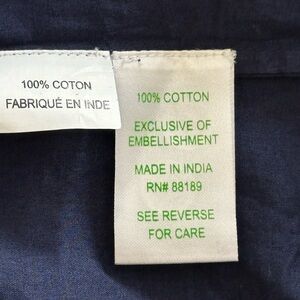 100% COTON
FABRIQUÉ EN INDE
100% COTTON
EXCLUSIVE OF
EMBELLISHMENT
MADE IN INDIA
RN# 88189
SEE REVERSE
FOR CARE